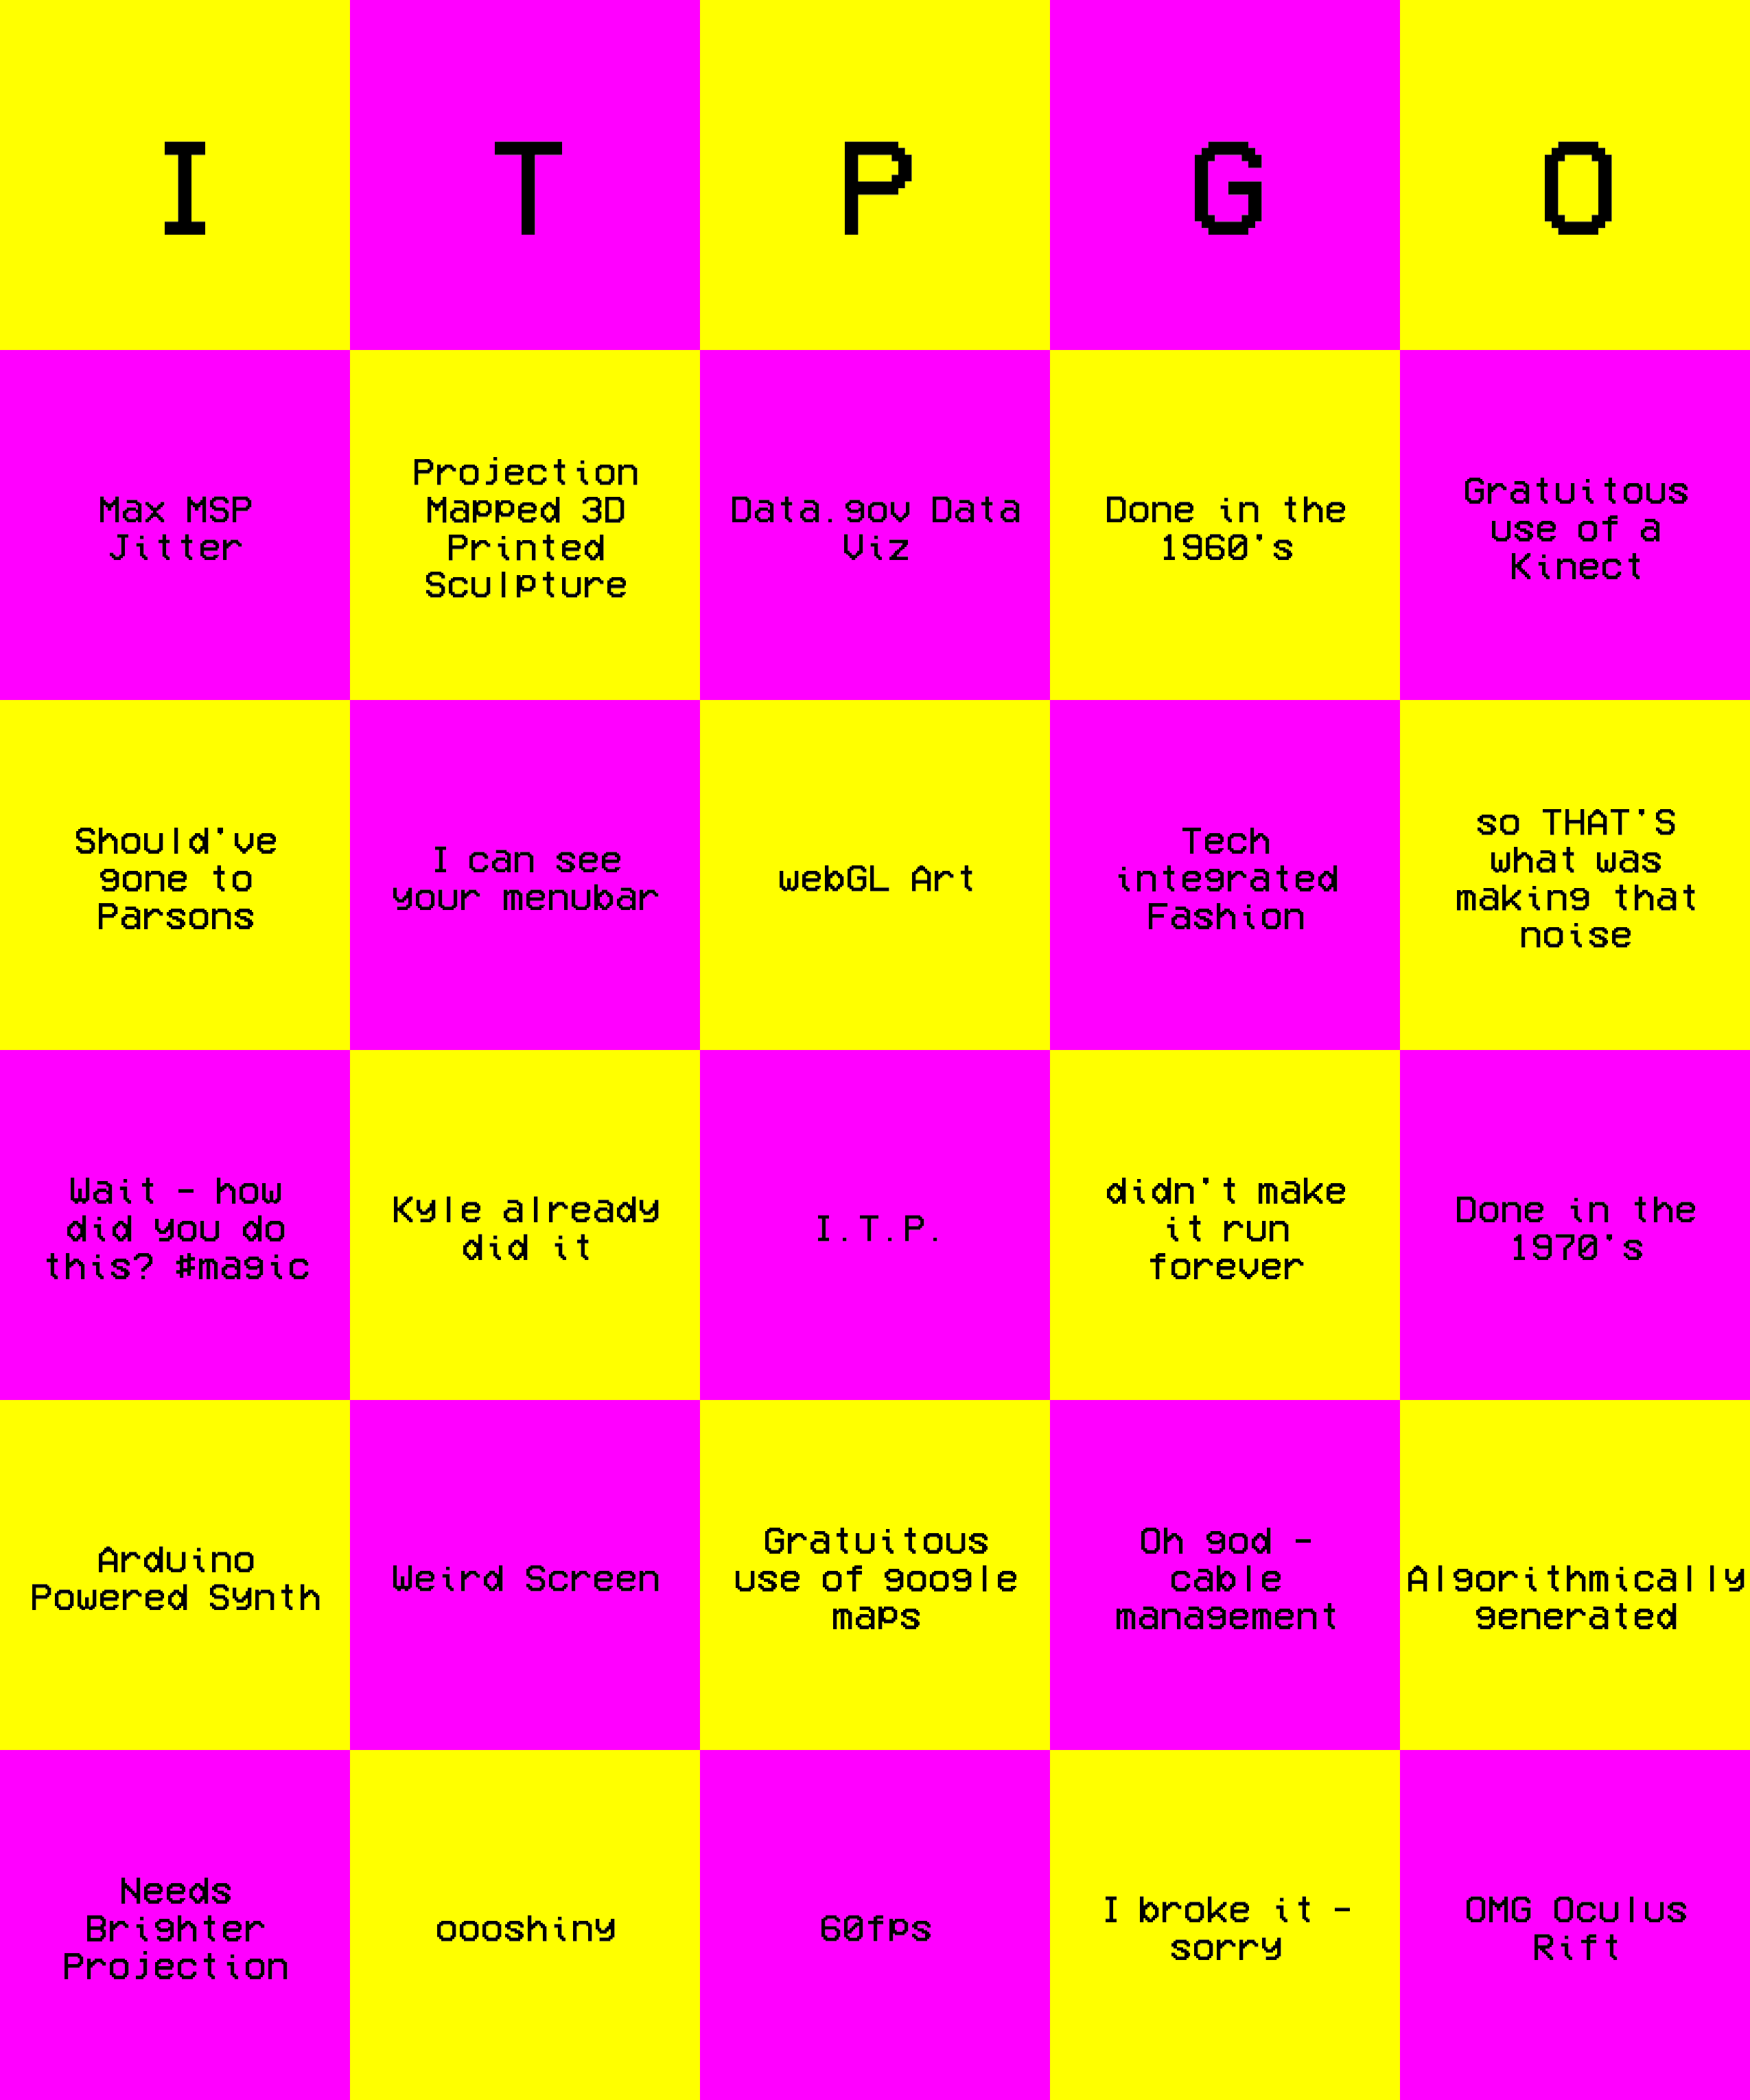 I
T
P
G
O
Max MSP
Jitter
Projection
Mapped 3D
Printed
Sculpture
Data.gov Data
Viz
Done in the
1960's
Gratuitous
use of a
Kinect
Should've
gone to
Parsons
I can see
your menubar
webGL Art
Tech
integrated
Fashion
so THAT'S
what was
making that
noise
Wait - how
did you do
this? #magic
Kyle already
did it
I.T.P.
didn't make
it run
forever
Done in the
1970's
Arduino
Powered Synth
Weird Screen
Gratuitous
use of google
maps
Oh god -
cable
management
Algorithmically
generated
Needs
Brighter
Projection
oooshiny
60fps
I broke it -
sorry
OMG Oculus
Rift